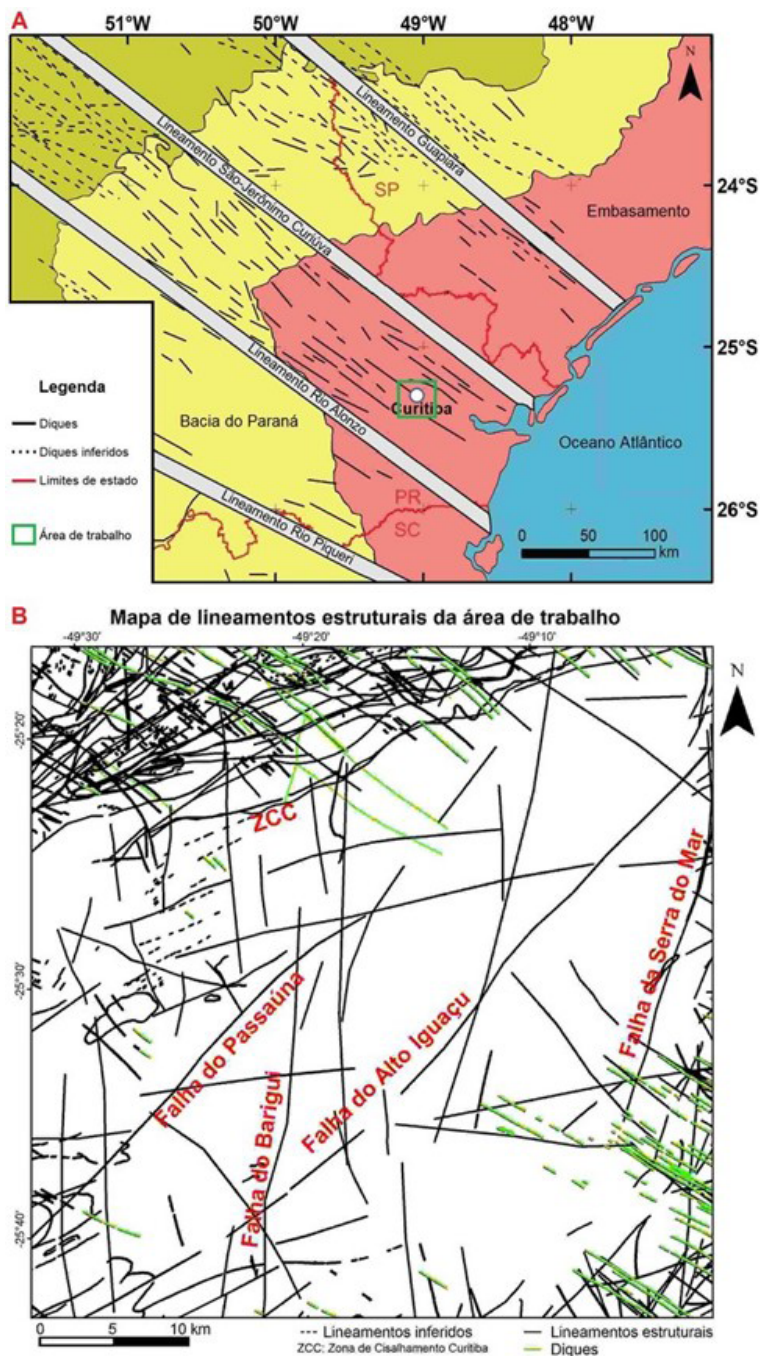 A
51°W 50°W 49°W 48°W
N
Lineamento Guapiara
Lineamento São-Jerônimo Curiúva
SP
24°S
Embasamento
25°S
Lineamento Rio Alonzo
Legenda
Diques
Diques inferidos
Limites de estado
Área de trabalho
Bacia do Paraná
Curitiba
Oceano Atlântico
PR
SC
26°S
Lineamento Rio Piqueri
0 50 100
km
B
Mapa de lineamentos estruturais da área de trabalho
-49°30' -49°20' -49°10'
N
-25°20'
ZCC
-25°30'
Falha do Passaúna
Falha do Barigui
Falha do Alto Iguaçu
Falha da Serra do Mar
-25°40'
0 5 10 km
Lineamentos inferidos
ZCC: Zona de Cisalhamento Curitiba
Lineamentos estruturais
Diques